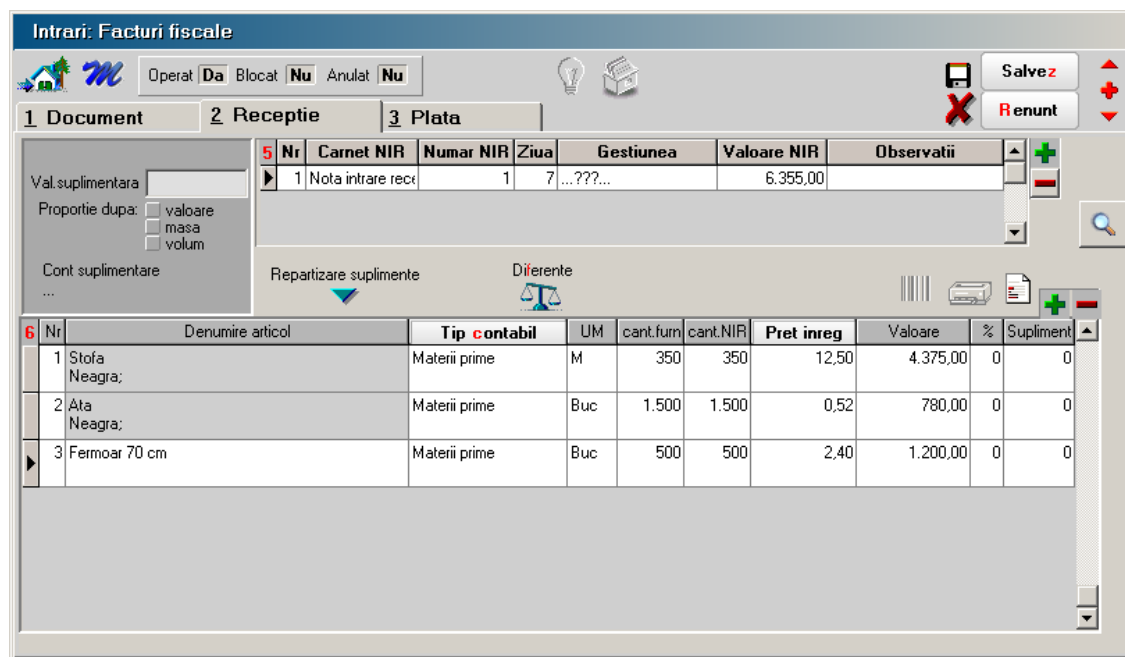 Intrari: Facturi fiscale
Operat Da Blocat Nu Anulat Nu
Salvez
Renunt
1 Document 2 Receptie 3 Plata
Val.suplimentara
Proportie dupa: valoare
masa
volum
Cont suplimentare
...
5 Nr Carnet NIR Numar NIR Ziua Gestiunea Valoare NIR Observatii
1 Nota intrare rece 1 7 ...???... 6.355,00
Repartizare suplimente Diferente
6 Nr Denumire articol Tip contabil UM cant.furn cant.NIR Pret inreg Valoare % Supliment
1 Stofa Materii prime M 350 350 12,50 4.375,00 0 0
Neagra;
2 Ata Materii prime Buc 1.500 1.500 0,52 780,00 0 0
Neagra;
3 Fermoar 70 cm Materii prime Buc 500 500 2,40 1.200,00 0 0